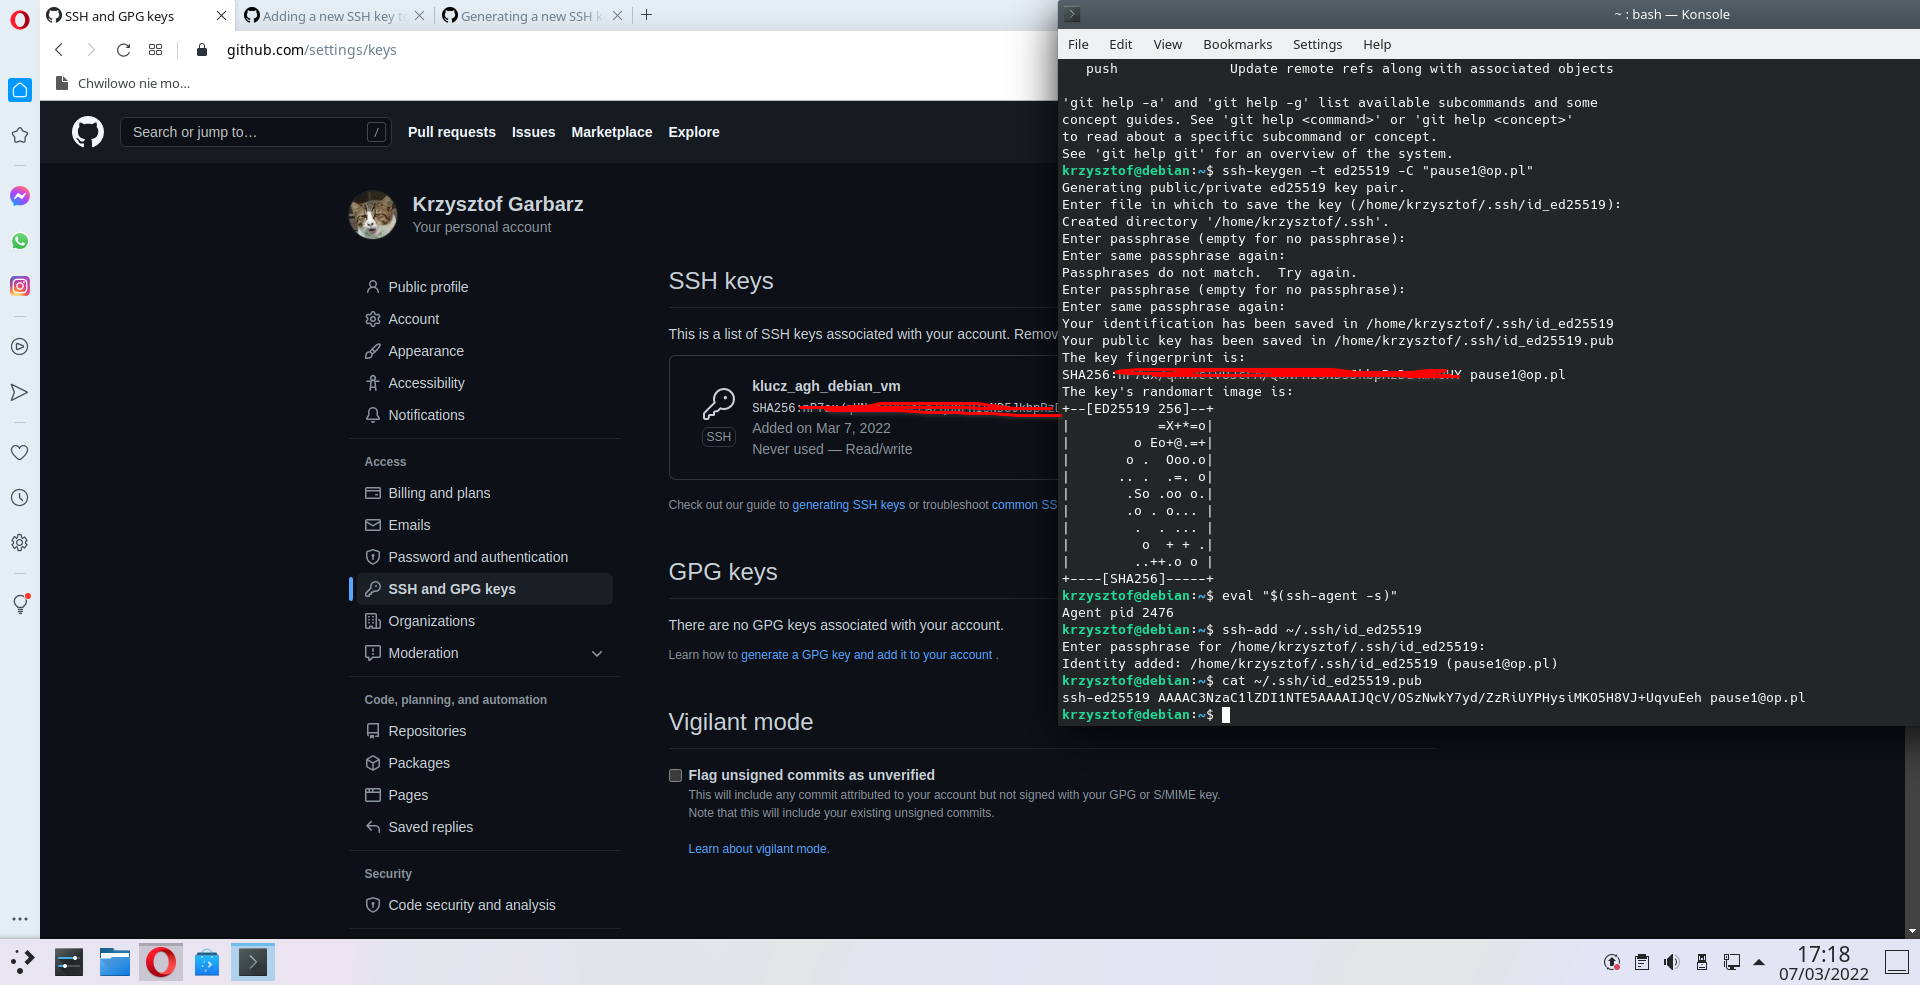 SSH and GPG keys
Adding a new SSH key t
Generating a new SSH k
github.com/settings/keys
Chwilowo nie mo...
Search or jump to…
/
Pull requests
Issues
Marketplace
Explore
Krzysztof Garbarz
Your personal account
Public profile
Account
Appearance
Accessibility
Notifications
Access
Billing and plans
Emails
Password and authentication
SSH and GPG keys
Organizations
Moderation
Code, planning, and automation
Repositories
Packages
Pages
Saved replies
Security
Code security and analysis
SSH keys
This is a list of SSH keys associated with your account. Remov
klucz_agh_debian_vm
SHA256:
SSH
Added on Mar 7, 2022
Never used — Read/write
Check out our guide to generating SSH keys or troubleshoot common SS
GPG keys
There are no GPG keys associated with your account.
Learn how to generate a GPG key and add it to your account .
Vigilant mode
Flag unsigned commits as unverified
This will include any commit attributed to your account but not signed with your GPG or S/MIME key.
Note that this will include your existing unsigned commits.
Learn about vigilant mode.
~ : bash — Konsole
File Edit View Bookmarks Settings Help
push Update remote refs along with associated objects
'git help -a' and 'git help -g' list available subcommands and some
concept guides. See 'git help <command>' or 'git help <concept>'
to read about a specific subcommand or concept.
See 'git help git' for an overview of the system.
krzysztof@debian:~$ ssh-keygen -t ed25519 -C "pause1@op.pl"
Generating public/private ed25519 key pair.
Enter file in which to save the key (/home/krzysztof/.ssh/id_ed25519):
Created directory '/home/krzysztof/.ssh'.
Enter passphrase (empty for no passphrase):
Enter same passphrase again:
Passphrases do not match.  Try again.
Enter passphrase (empty for no passphrase):
Enter same passphrase again:
Your identification has been saved in /home/krzysztof/.ssh/id_ed25519
Your public key has been saved in /home/krzysztof/.ssh/id_ed25519.pub
The key fingerprint is:
SHA256: pause1@op.pl
The key's randomart image is:
+--[ED25519 256]--+
|           =X+*=o|
|        o Eo+@.=+|
|       o .  Ooo.o|
|      .. .  .=. o|
|       .So .oo o.|
|       .o . o... |
|        .  . ... |
|         o  + + .|
|        ..++.o o |
+----[SHA256]-----+
krzysztof@debian:~$ eval "$(ssh-agent -s)"
Agent pid 2476
krzysztof@debian:~$ ssh-add ~/.ssh/id_ed25519
Enter passphrase for /home/krzysztof/.ssh/id_ed25519:
Identity added: /home/krzysztof/.ssh/id_ed25519 (pause1@op.pl)
krzysztof@debian:~$ cat ~/.ssh/id_ed25519.pub
ssh-ed25519 AAAAC3NzaC1lZDI1NTE5AAAAIJQcV/OSzNwkY7yd/ZzRiUYPHysiMKO5H8VJ+UqvuEeh pause1@op.pl
krzysztof@debian:~$
17:18
07/03/2022